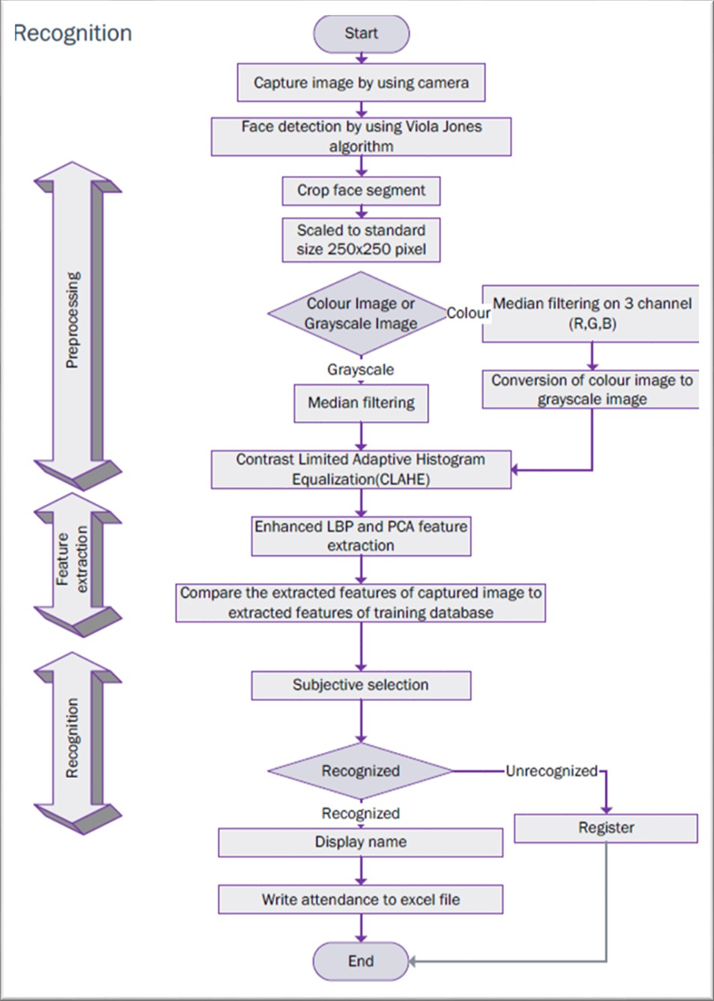 Recognition
Start
Capture image by using camera
Face detection by using Viola Jones
algorithm
Crop face segment
Scaled to standard
size 250x250 pixel
Preprocessing
Colour Image or
Grayscale Image
Colour
Median filtering on 3 channel
(R,G,B)
Grayscale
Conversion of colour image to
grayscale image
Median filtering
Contrast Limited Adaptive Histogram
Equalization(CLAHE)
Feature
extraction
Enhanced LBP and PCA feature
extraction
Compare the extracted features of captured image to
extracted features of training database
Recognition
Subjective selection
Recognized
Unrecognized
Recognized
Register
Display name
Write attendance to excel file
End